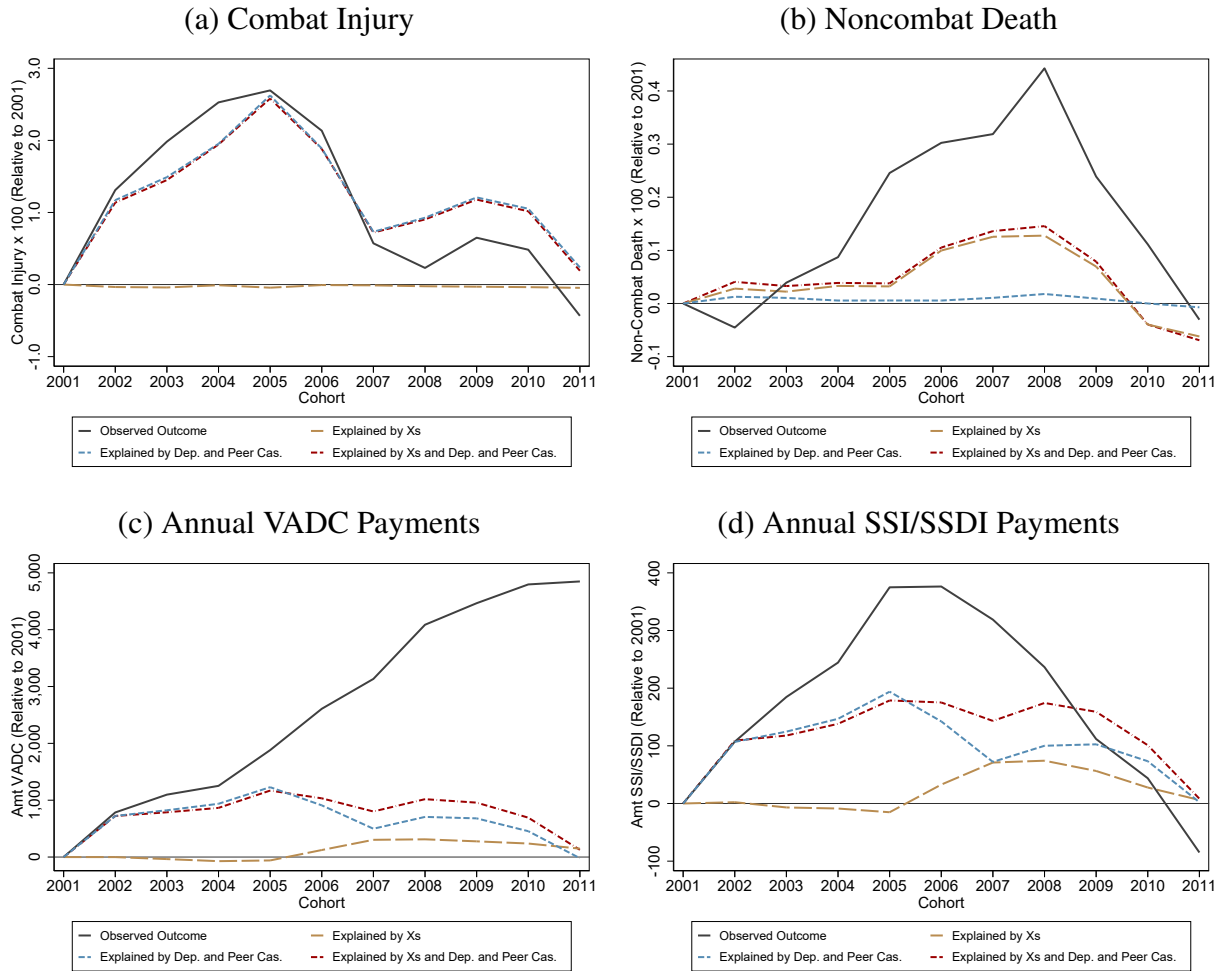 (a) Combat Injury
Combat Injury x 100 (Relative to 2001)
3.0
2.0
1.0
0.0
-1.0
2001 2002 2003 2004 2005 2006 2007 2008 2009 2010 2011
Cohort
Observed Outcome
Explained by Xs
Explained by Dep. and Peer Cas.
Explained by Xs and Dep. and Peer Cas.
(b) Noncombat Death
Non-Combat Death x 100 (Relative to 2001)
0.4
0.3
0.2
0.1
0.0
-0.1
2001 2002 2003 2004 2005 2006 2007 2008 2009 2010 2011
Cohort
Observed Outcome
Explained by Xs
Explained by Dep. and Peer Cas.
Explained by Xs and Dep. and Peer Cas.
(c) Annual VADC Payments
Amt VADC (Relative to 2001)
5,000
4,000
3,000
2,000
1,000
0
2001 2002 2003 2004 2005 2006 2007 2008 2009 2010 2011
Cohort
Observed Outcome
Explained by Xs
Explained by Dep. and Peer Cas.
Explained by Xs and Dep. and Peer Cas.
(d) Annual SSI/SSDI Payments
Amt SSI/SSDI (Relative to 2001)
400
300
200
100
0
-100
2001 2002 2003 2004 2005 2006 2007 2008 2009 2010 2011
Cohort
Observed Outcome
Explained by Xs
Explained by Dep. and Peer Cas.
Explained by Xs and Dep. and Peer Cas.